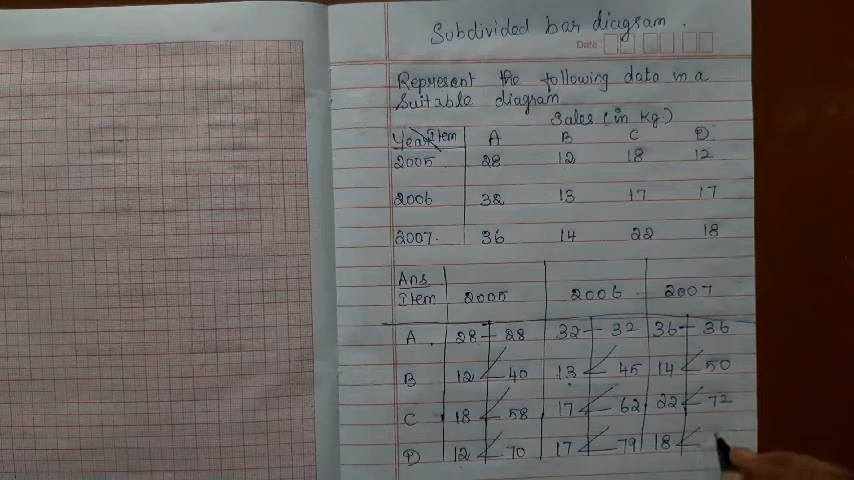 Subdivided bar diagram.
Date:
Represent the following data in a
Suitable diagram
Sales (in Kg.)
Year Item A B C D
2005 28 12 18 12
2006 32 13 17 17
2007. 36 14 22 18
Ans
Item 2005 2006 2007
A 28 28 32 32 36 36
B 12 40 13 45 14 50
C 18 58 17 62 22 72
D 12 70 17 79 18